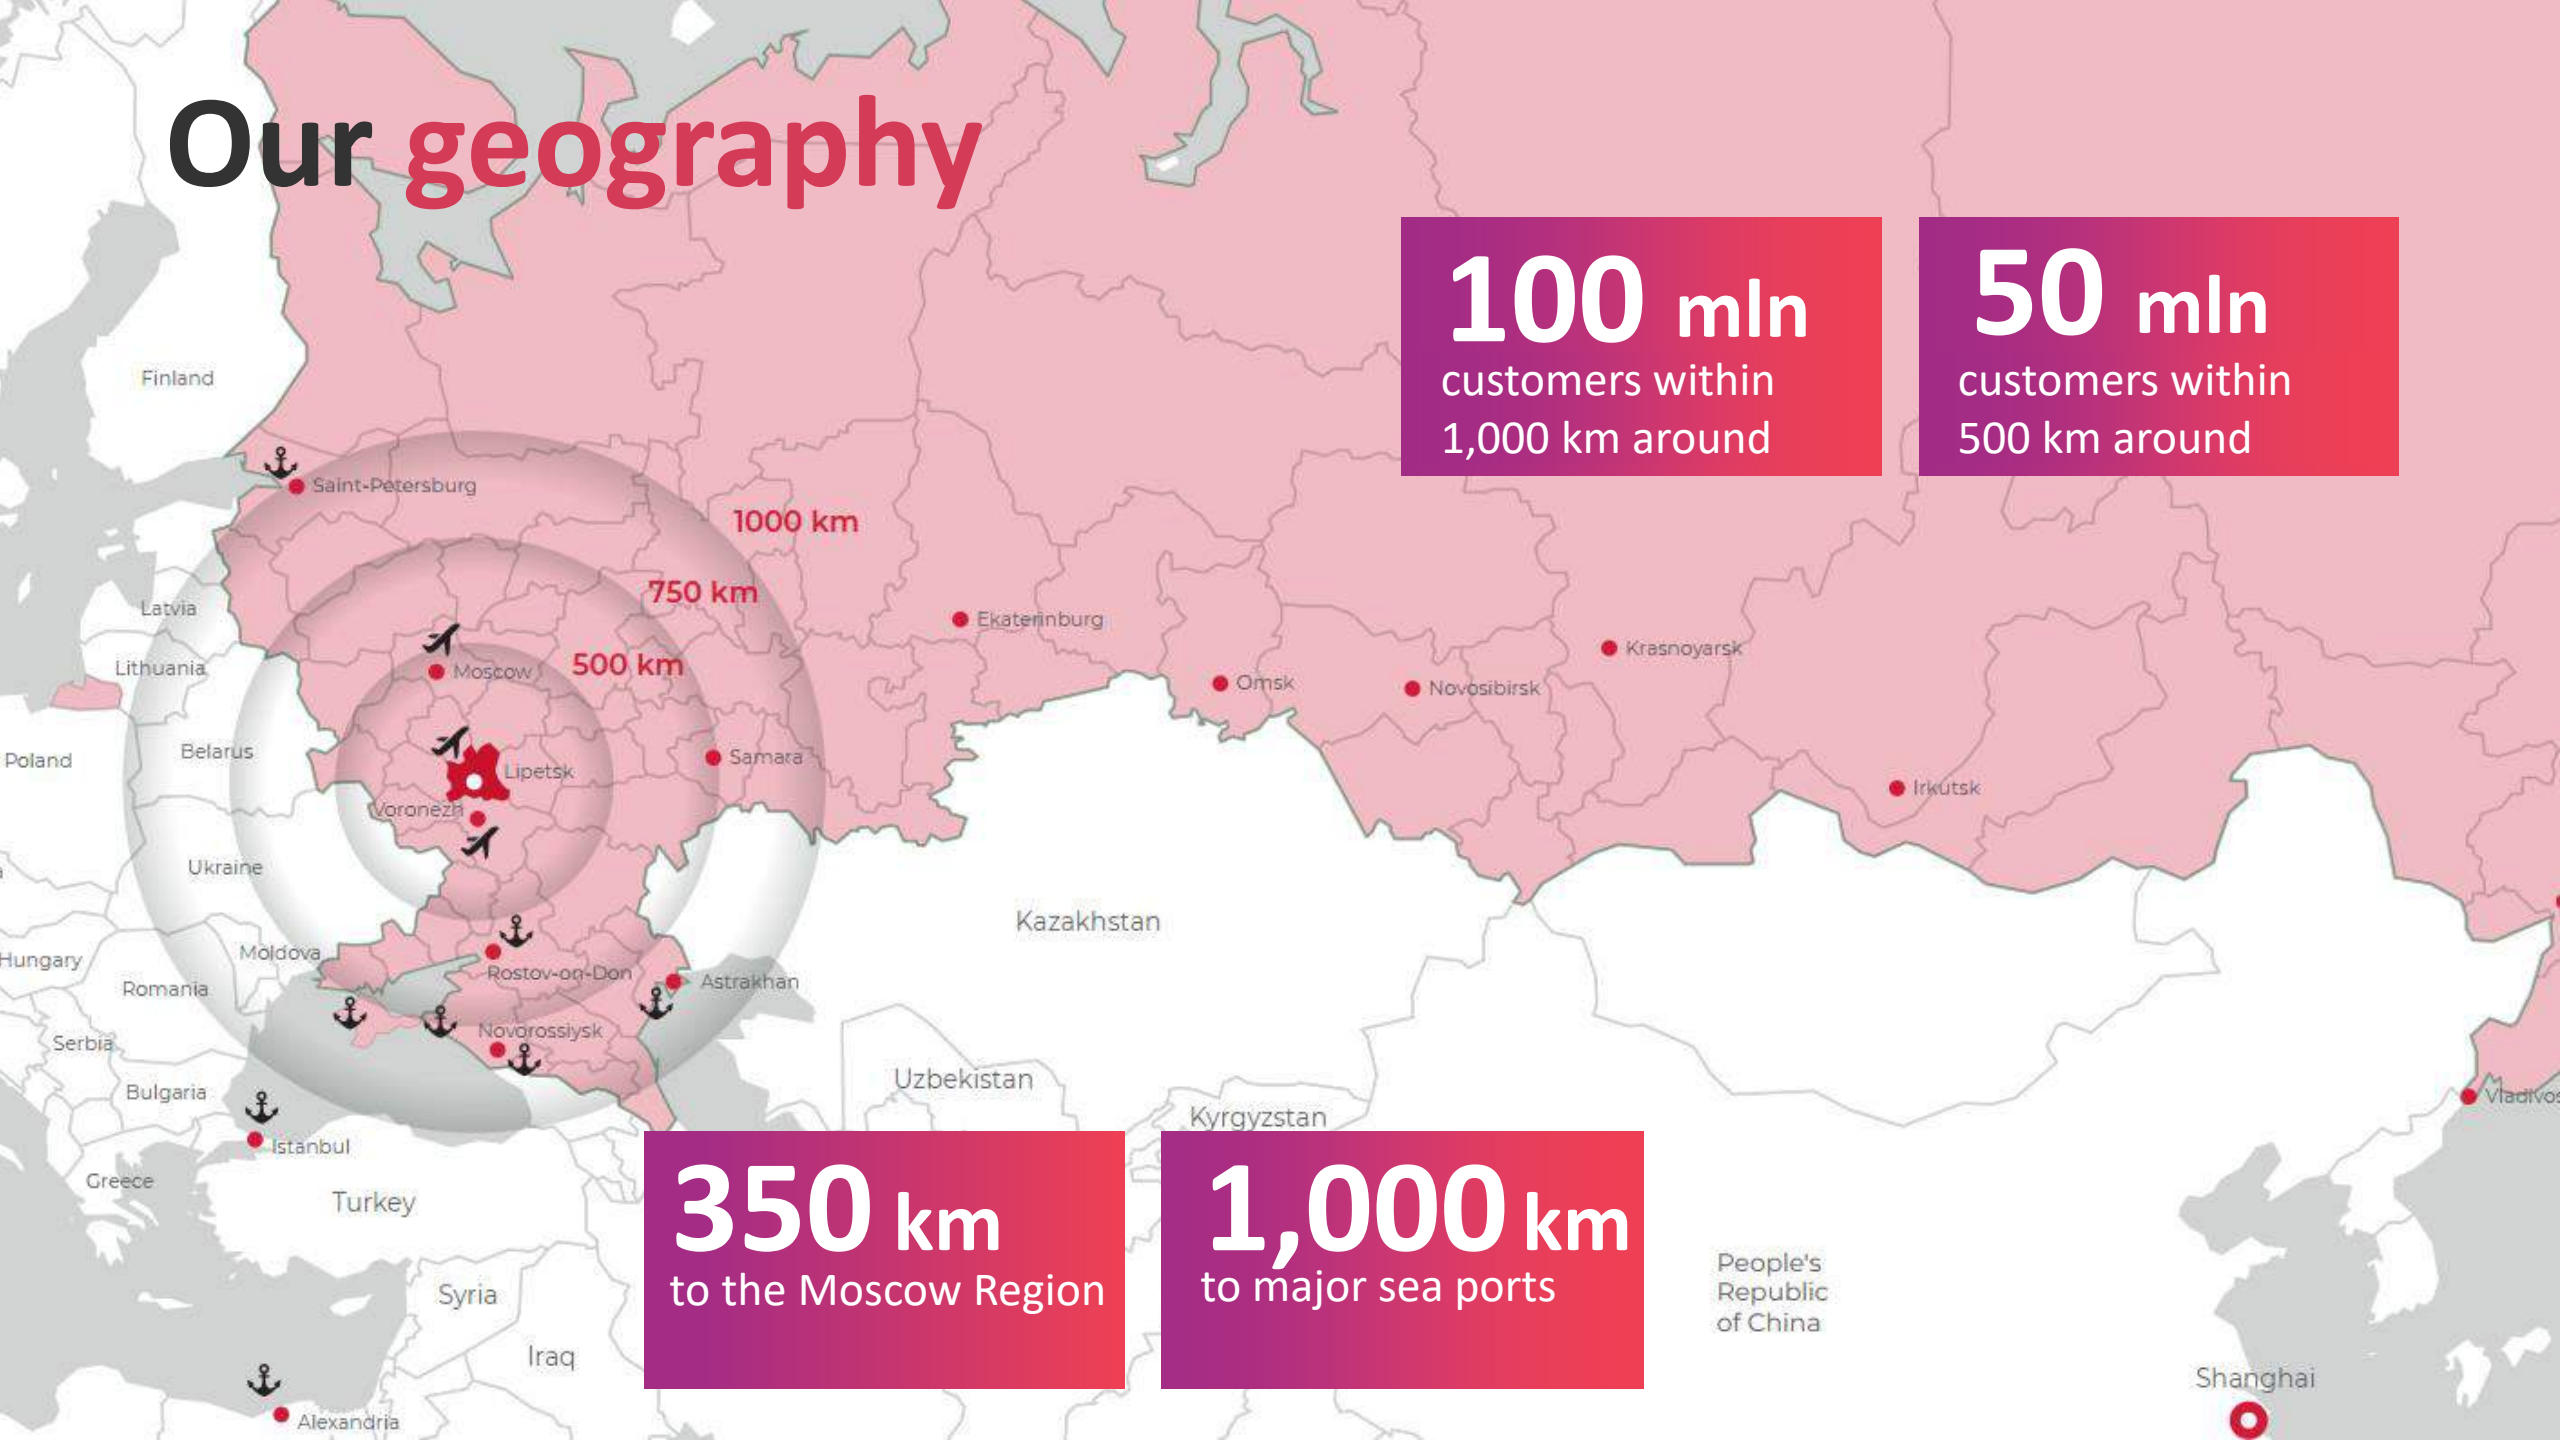 Our geography
100 mln
customers within
1,000 km around
50 mln
customers within
500 km around
Finland
Saint-Petersburg
1000 km
750 km
500 km
Latvia
Lithuania
Moscow
Ekaterinburg
Krasnoyarsk
Omsk
Novosibirsk
Poland
Belarus
Lipetsk
Samara
Irkutsk
Voronezh
Ukraine
Kazakhstan
Hungary
Moldova
Rostov-on-Don
Astrakhan
Romania
Novorossiysk
Serbia
Bulgaria
Uzbekistan
Kyrgyzstan
Vladivos
Istanbul
Greece
Turkey
350 km
to the Moscow Region
1,000 km
to major sea ports
Syria
Iraq
People's
Republic
of China
Shanghai
Alexandria